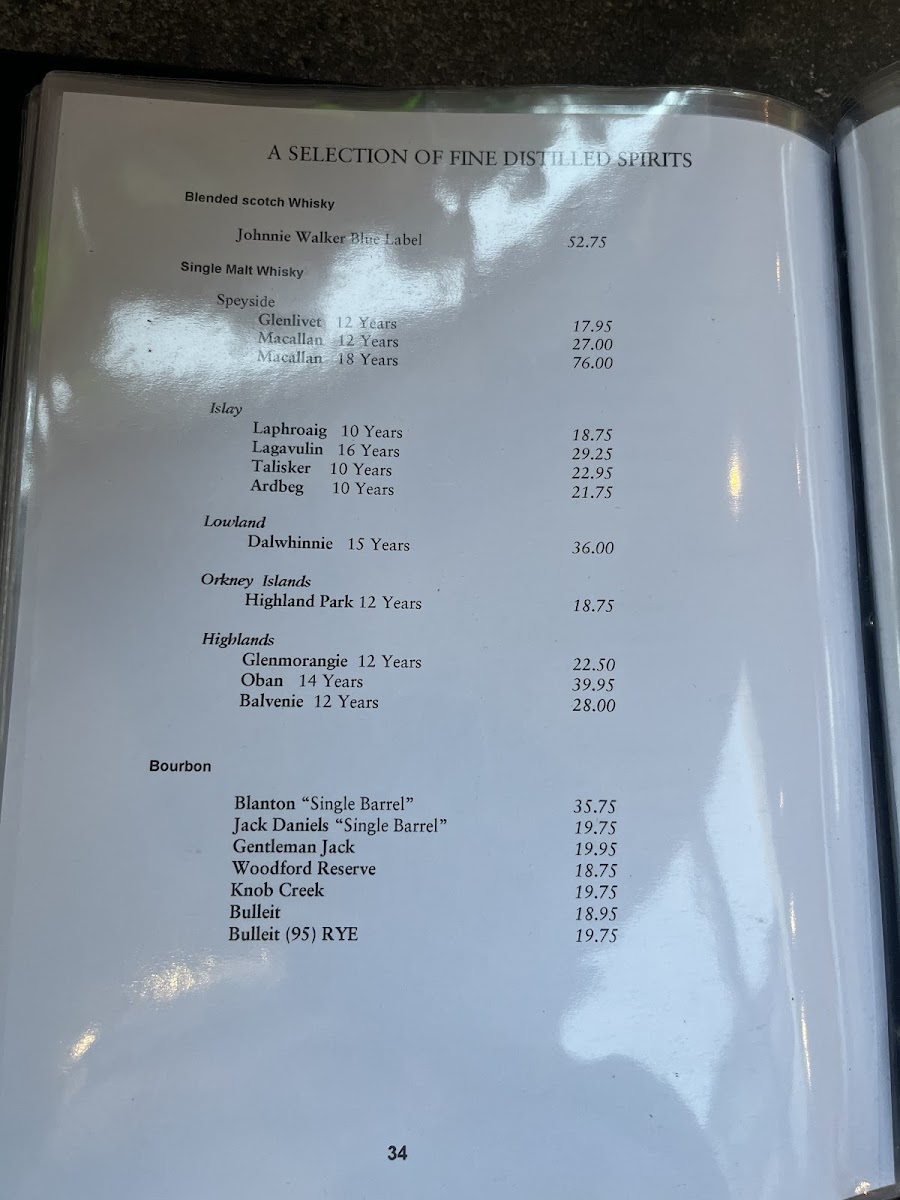 A SELECTION OF FINE DISTILLED SPIRITS
Blended scotch Whisky
Johnnie Walker Blue Label 52.75
Single Malt Whisky
Speyside
Glenlivet 12 Years 17.95
Macallan 12 Years 27.00
Macallan 18 Years 76.00
Islay
Laphroaig 10 Years 18.75
Lagavulin 16 Years 29.25
Talisker 10 Years 22.95
Ardbeg 10 Years 21.75
Lowland
Dalwhinnie 15 Years 36.00
Orkney Islands
Highland Park 12 Years 18.75
Highlands
Glenmorangie 12 Years 22.50
Oban 14 Years 39.95
Balvenie 12 Years 28.00
Bourbon
Blanton “Single Barrel” 35.75
Jack Daniels “Single Barrel” 19.75
Gentleman Jack 19.95
Woodford Reserve 18.75
Knob Creek 19.75
Bulleit 18.95
Bulleit (95) RYE 19.75
34